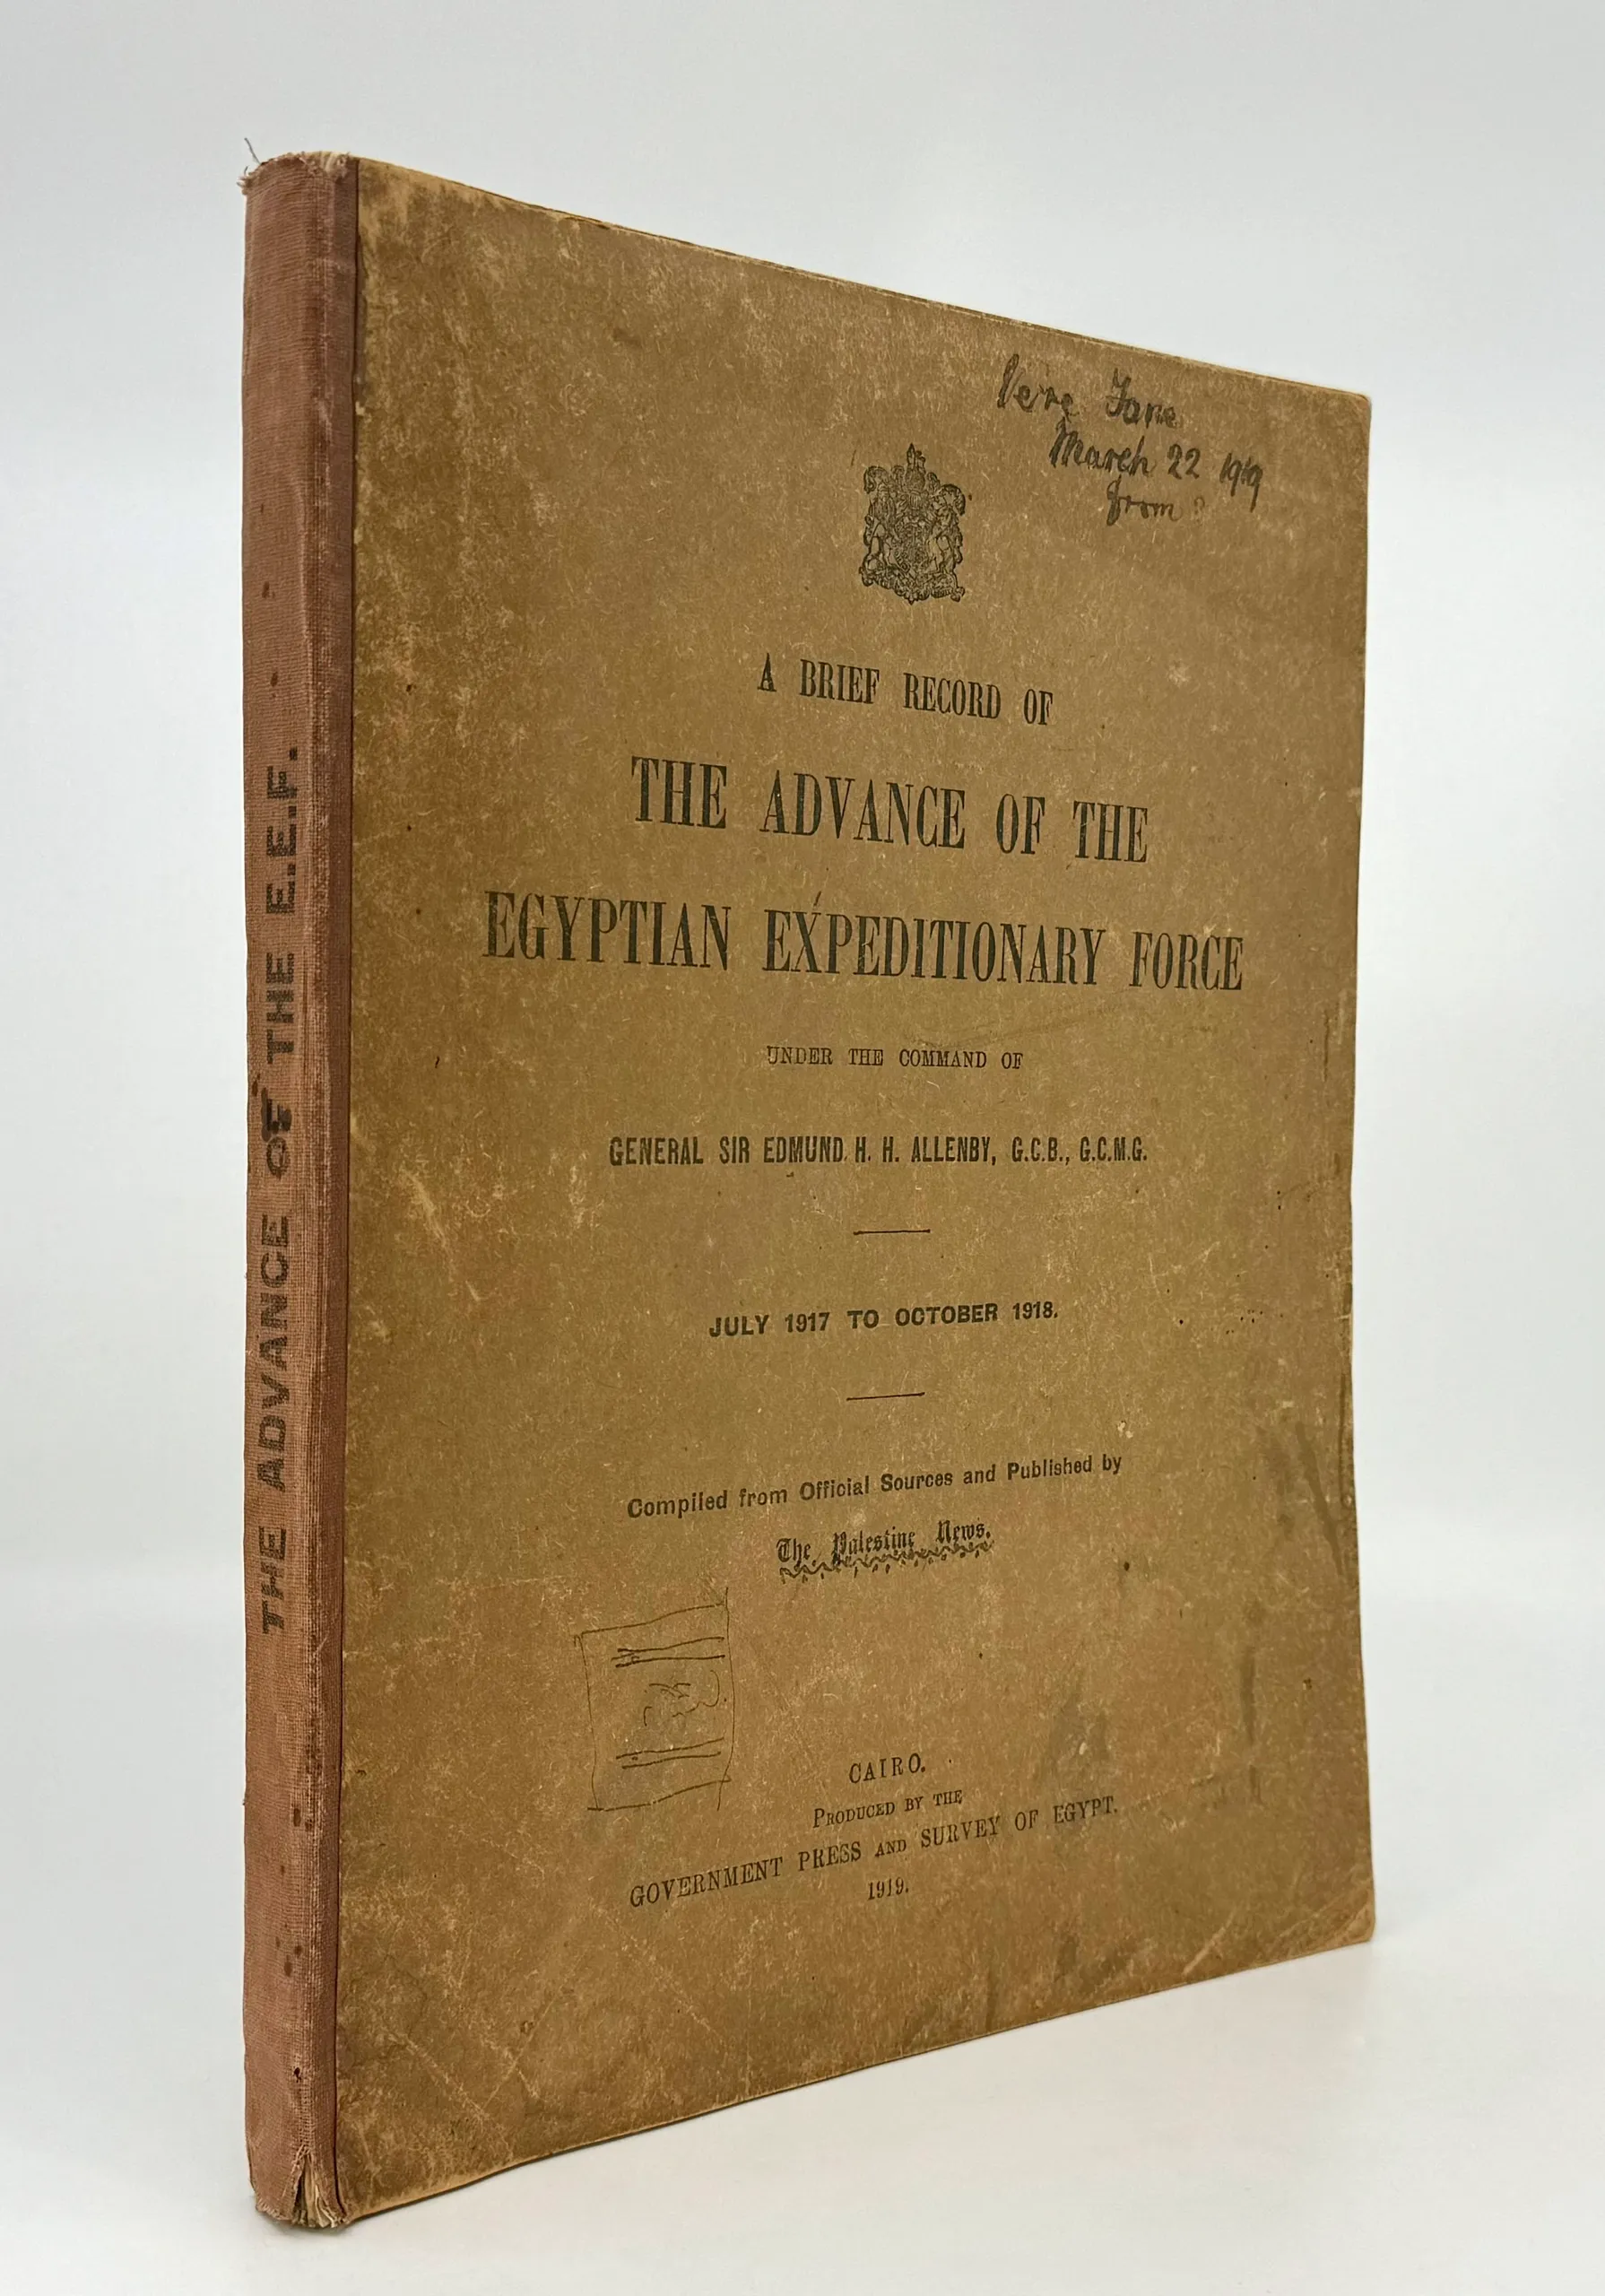 THE ADVANCE OF THE E.E.F.
Vere Jane
March 22 1919
from ?
A BRIEF RECORD OF
THE ADVANCE OF THE
EGYPTIAN EXPEDITIONARY FORCE
UNDER THE COMMAND OF
GENERAL SIR EDMUND H. H. ALLENBY, G.C.B., G.C.M.G.
JULY 1917 TO OCTOBER 1918.
Compiled from Official Sources and Published by
The Palestine News.
CAIRO.
PRODUCED BY THE
GOVERNMENT PRESS AND SURVEY OF EGYPT.
1919.